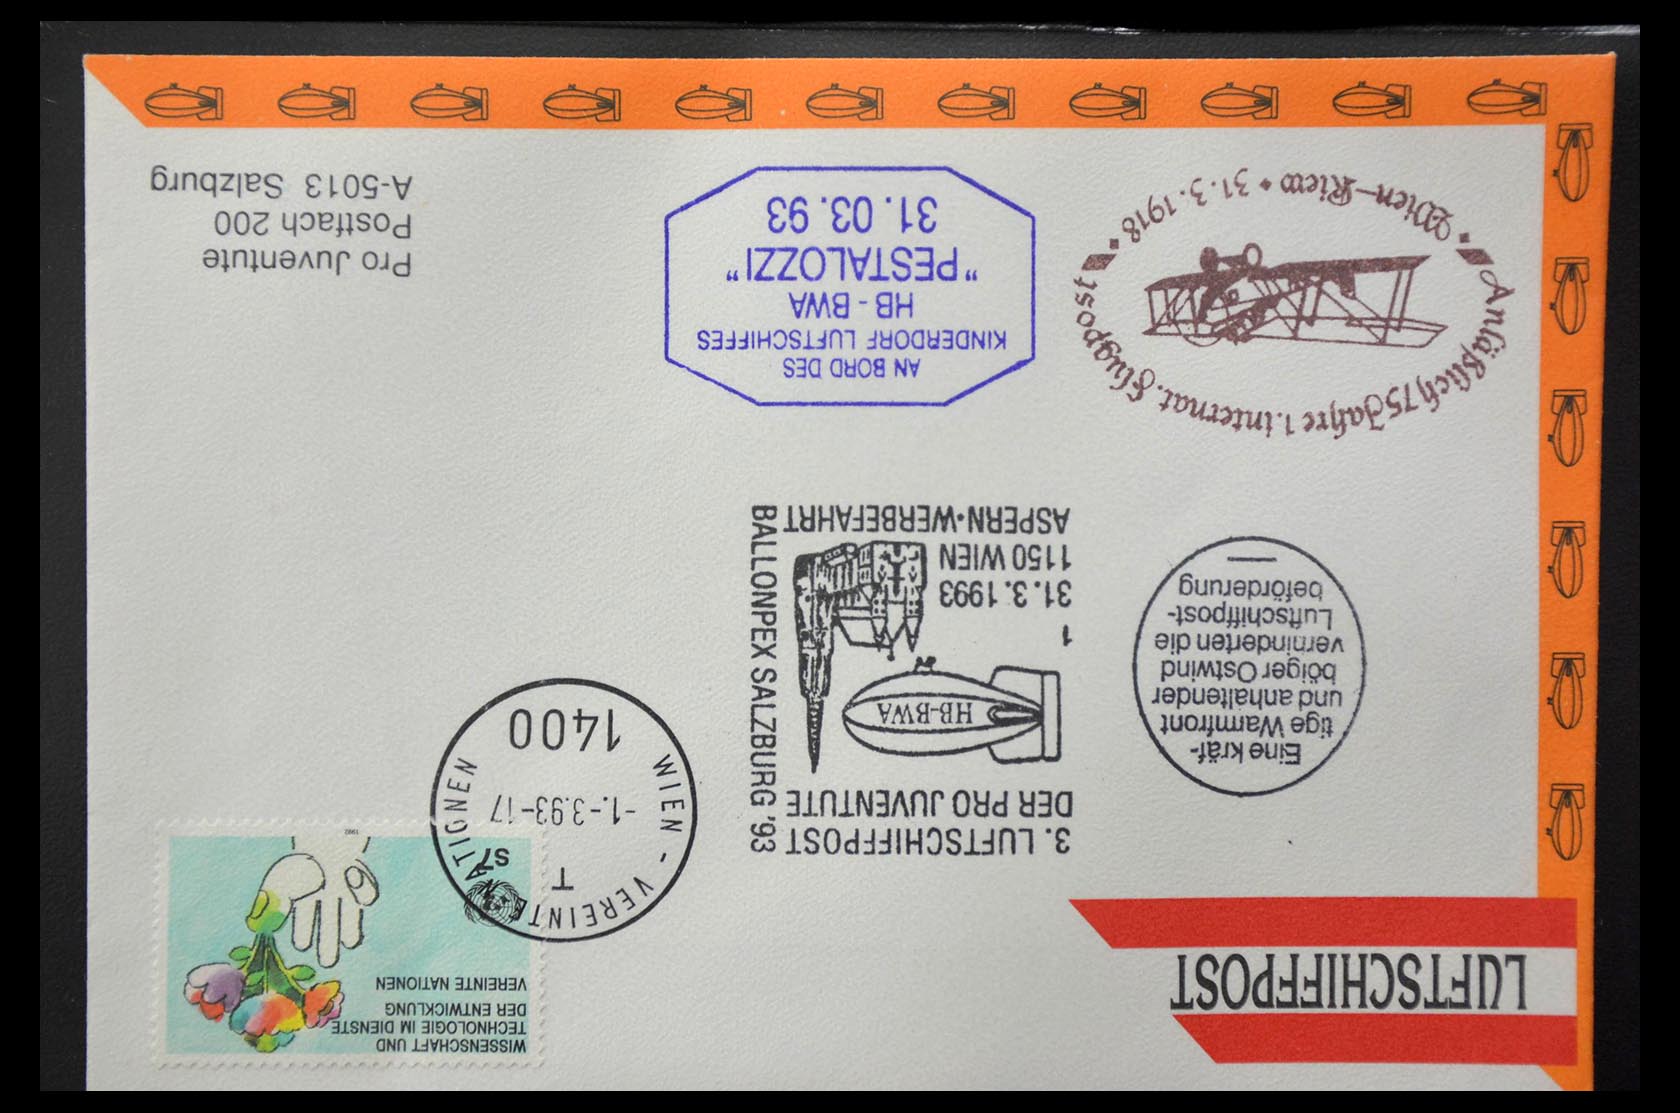 LUFTSCHIFFPOST
WISSENSCHAFT UND
TECHNOLOGIE IM DIENSTE
DER ENTWICKLUNG
VEREINTE NATIONEN
1992
WIEN - VEREINTE NATIONEN
T
S7
-1.-3.93-17
1400
3. LUFTSCHIFFPOST
DER PRO JUVENTUTE
HB-BWA
1
31.3.1993
1150 WIEN
ASPERN•WERBEFAHRT
BALLONPEX SALZBURG '93
Eine kräf-
tige Warmfront
und anhaltender
böiger Ostwind
verhinderten die
Luftschiffpost-
beförderung
Anläßlich 75 Jahre 1. internat. Flugpost
Wien–Kiew • 31.3.1918
AN BORD DES
KINDERDORF LUFTSCHIFFES
HB - BWA
"PESTALOZZI"
31. 03. 93
Pro Juventute
Postfach 200
A-5013 Salzburg